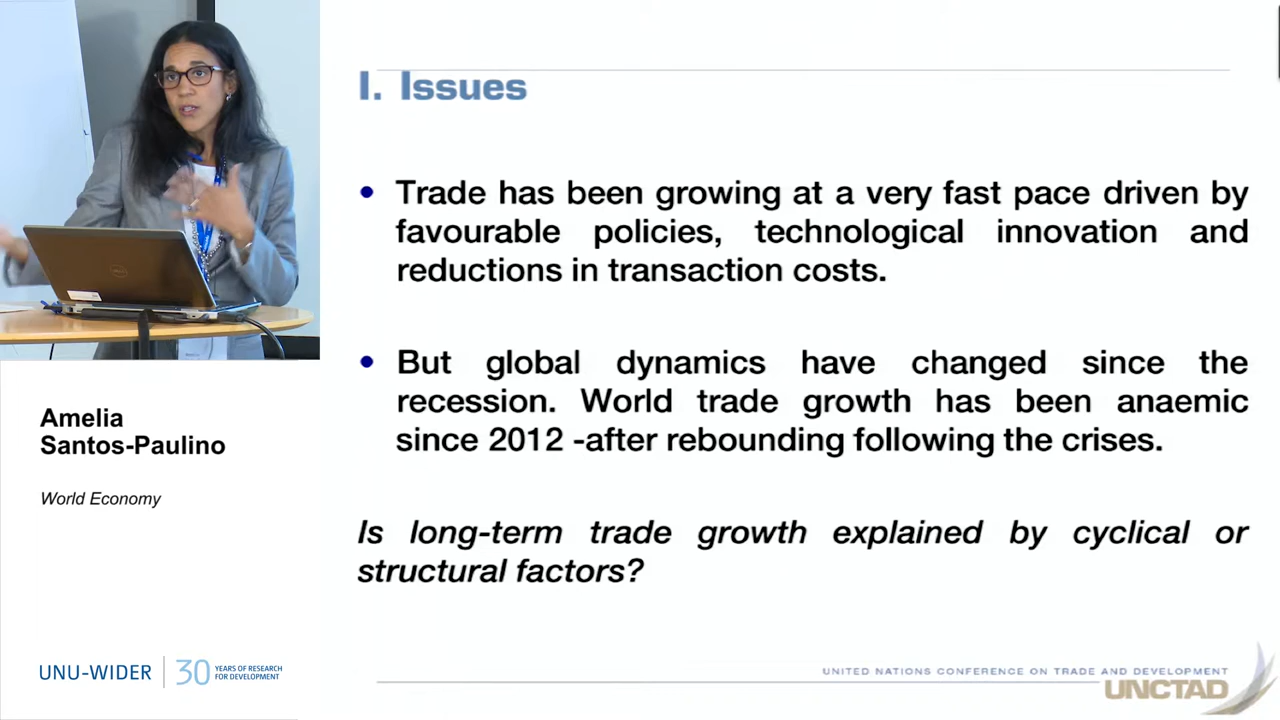 I. Issues
• Trade has been growing at a very fast pace driven by
favourable policies, technological innovation and
reductions in transaction costs.
• But global dynamics have changed since the
recession. World trade growth has been anaemic
since 2012 -after rebounding following the crises.
Is long-term trade growth explained by cyclical or
structural factors?
Amelia
Santos-Paulino
World Economy
UNU-WIDER
30
YEARS OF RESEARCH
FOR DEVELOPMENT
UNITED NATIONS CONFERENCE ON TRADE AND DEVELOPMENT
UNCTAD